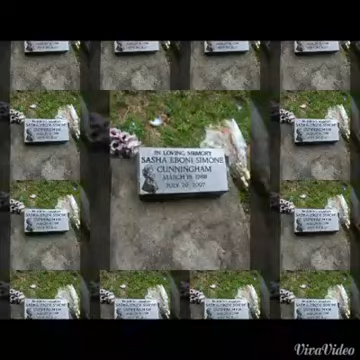 IN LOVING MEMORY
SASHA EBONI SIMONE
CUNNINGHAM
MARCH 19, 1988
JULY 20, 2007
VivaVideo